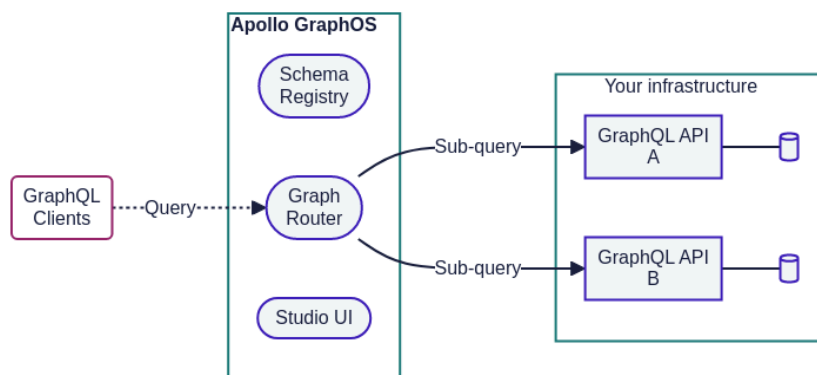 Apollo GraphOS
Schema
Registry
Your infrastructure
Sub-query
GraphQL API
A
GraphQL
Clients
Query
Graph
Router
Sub-query
GraphQL API
B
Studio UI